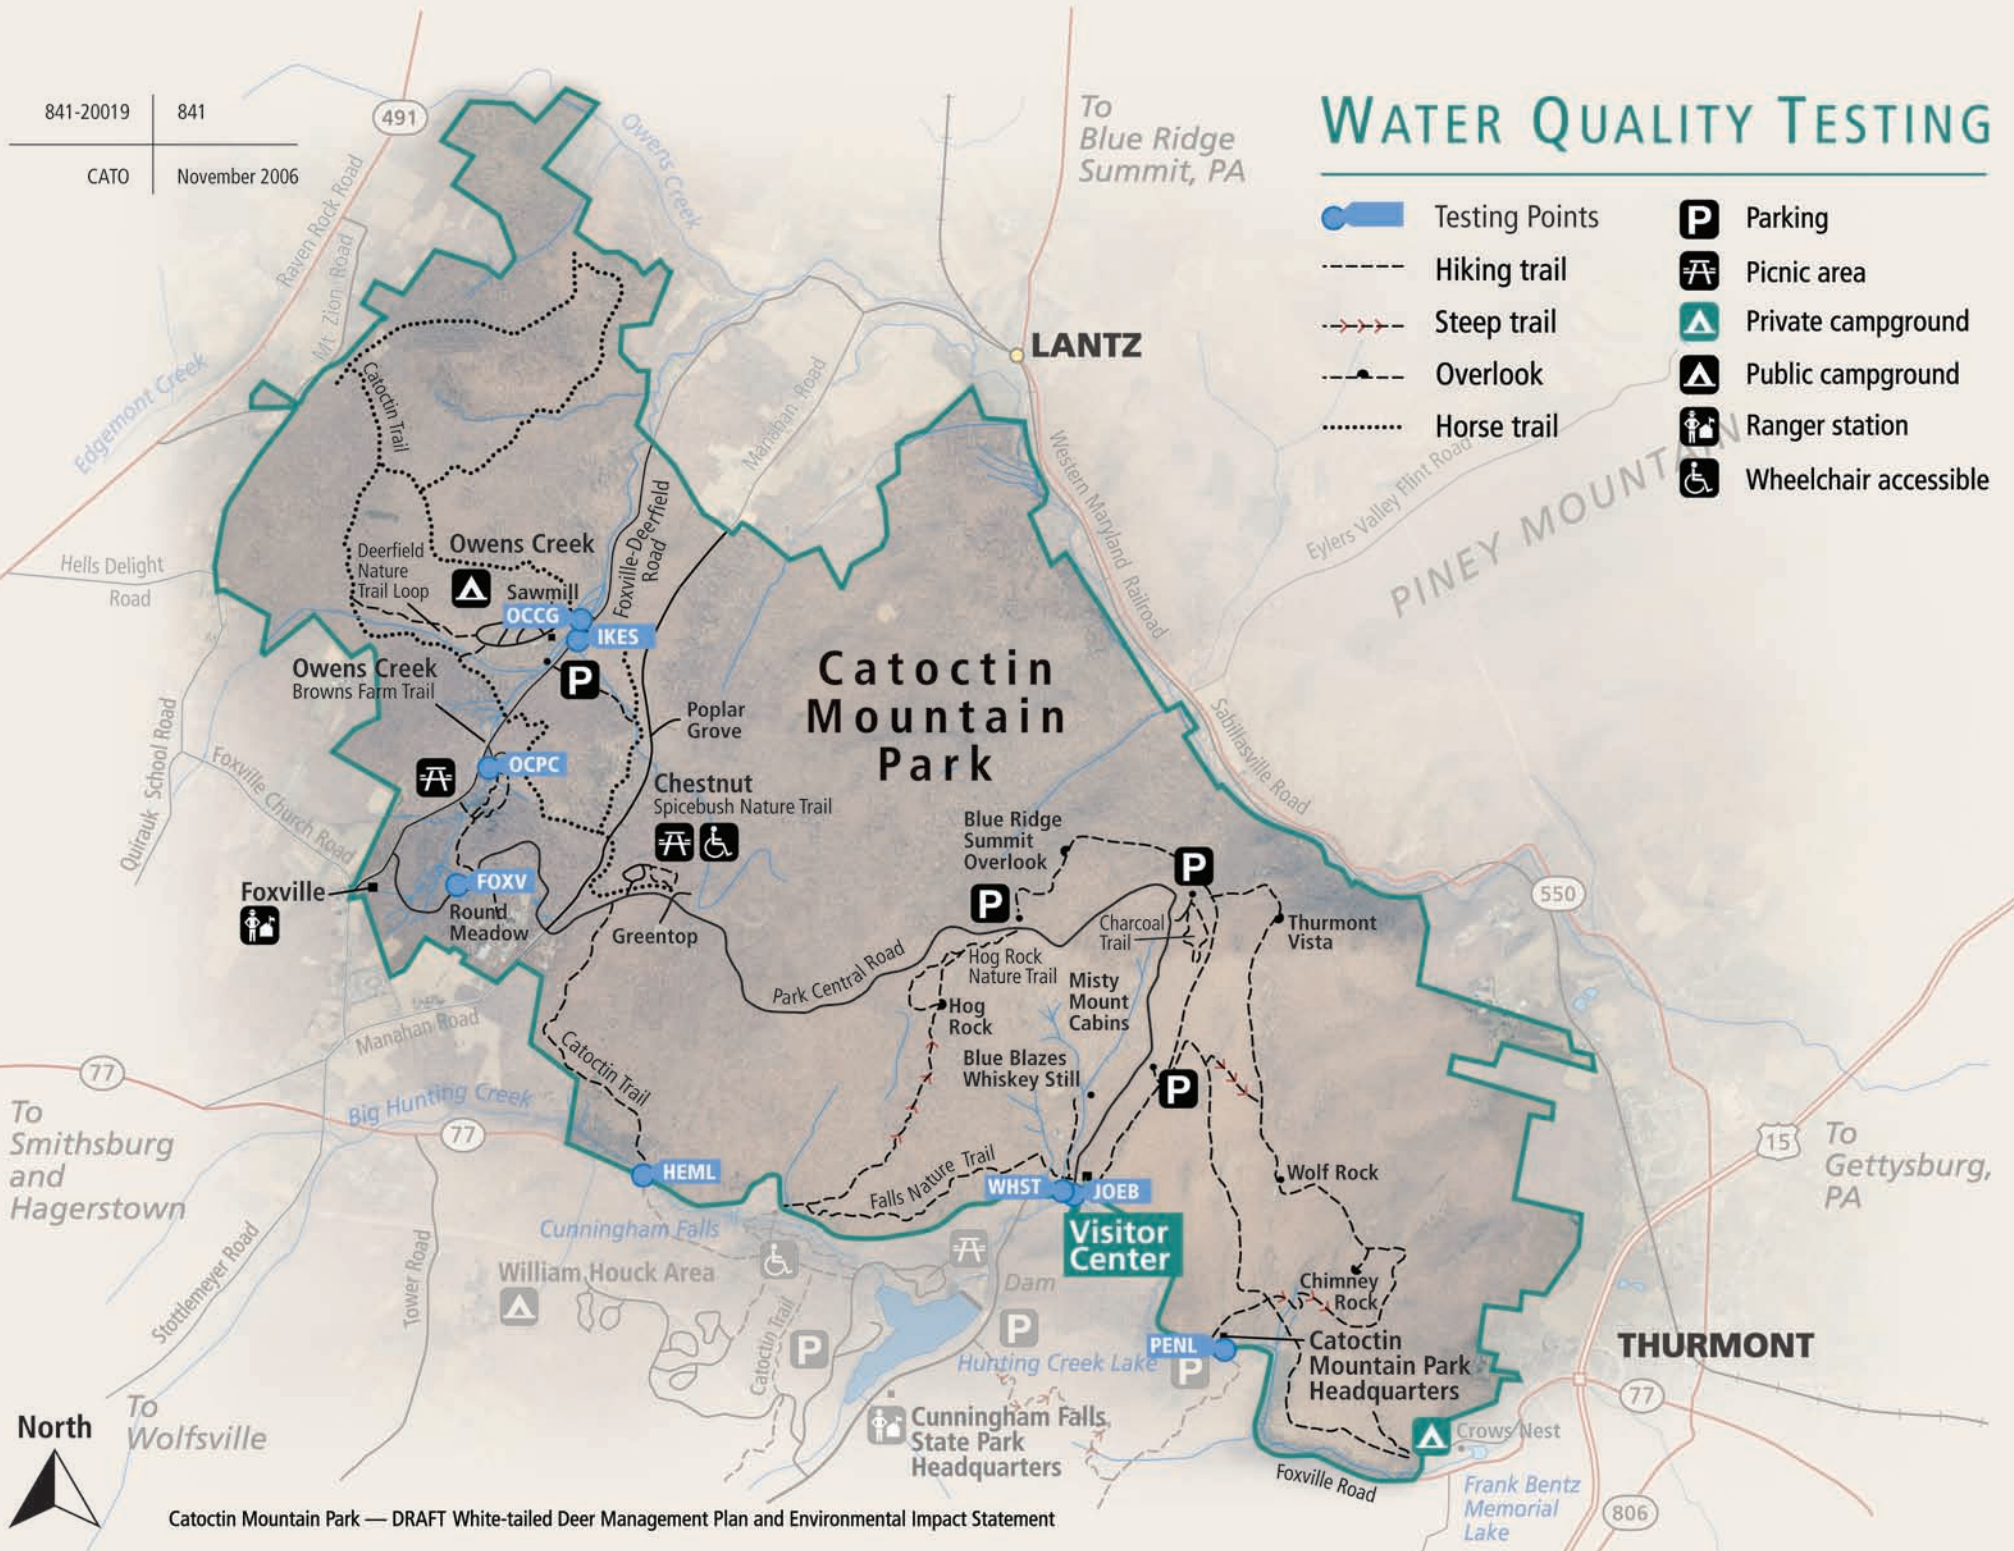 841-20019
841
CATO
November 2006
WATER QUALITY TESTING
Testing Points
Hiking trail
Steep trail
Overlook
Horse trail
P Parking
Picnic area
Private campground
Public campground
Ranger station
Wheelchair accessible
491
Owens Creek
To
Blue Ridge
Summit, PA
Raven Rock Road
Mt. Zion Road
Edgemont Creek
LANTZ
Catoctin Trail
Manahan Road
Western Maryland Railroad
Eylers Valley Flint Road
PINEY MOUNTAIN
Hells Delight
Road
Deerfield
Nature
Trail Loop
Owens Creek
Sawmill
OCCG
IKES
Foxville-Deerfield
Road
Owens Creek
Browns Farm Trail
P
Catoctin
Mountain
Park
Poplar
Grove
Quirauk School Road
Foxville Church Road
OCPC
Sabillasville Road
Chestnut
Spicebush Nature Trail
Blue Ridge
Summit
Overlook
P
P
550
Foxville
FOXV
Round
Meadow
Greentop
Charcoal
Trail
Thurmont
Vista
Park Central Road
Hog Rock
Nature Trail
Misty
Mount
Cabins
Hog
Rock
Manahan Road
Catoctin Trail
Blue Blazes
Whiskey Still
P
77
Big Hunting Creek
77
To
Smithsburg
and
Hagerstown
15
To
Gettysburg,
PA
HEML
Falls Nature Trail
WHST
JOEB
Wolf Rock
Visitor
Center
Cunningham Falls
William Houck Area
Stottlemeyer Road
Tower Road
Catoctin Trail
Dam
P
P
Chimney
Rock
Hunting Creek Lake
PENL
P
Catoctin
Mountain Park
Headquarters
THURMONT
77
North
To
Wolfsville
Cunningham Falls
State Park
Headquarters
Crows Nest
Foxville Road
Frank Bentz
Memorial
Lake
806
Catoctin Mountain Park — DRAFT White-tailed Deer Management Plan and Environmental Impact Statement